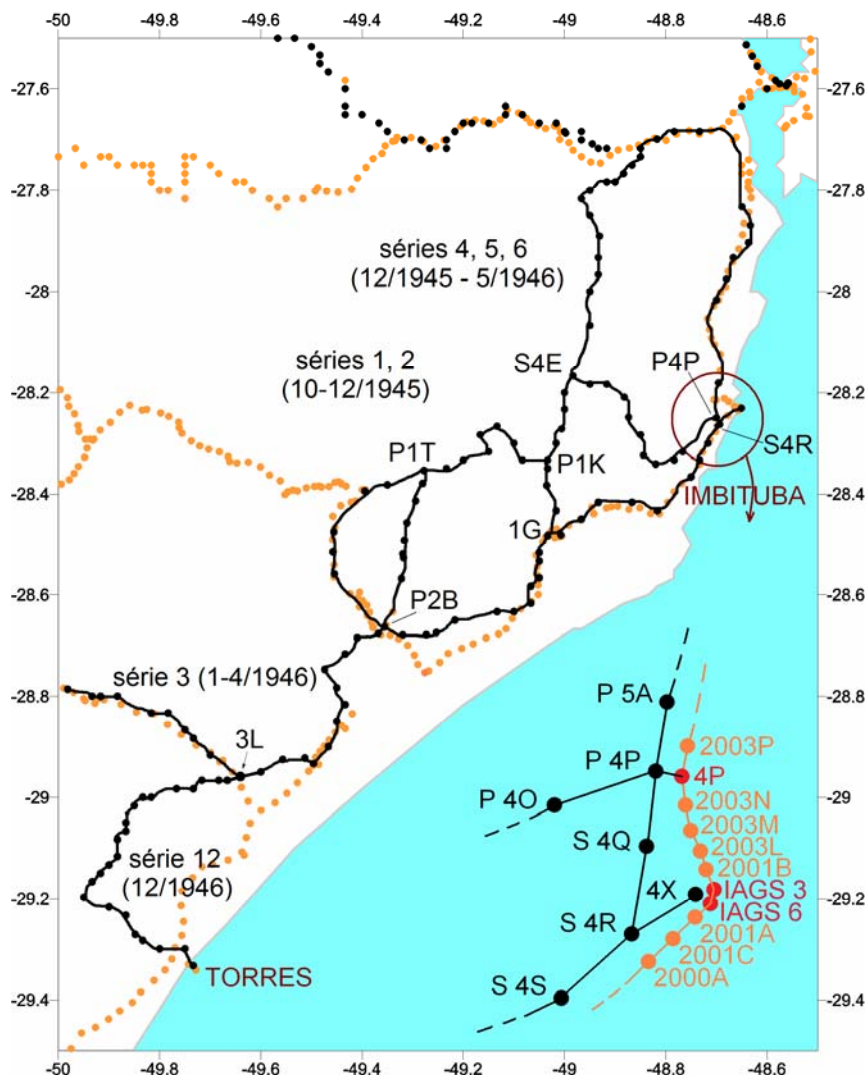 -50 -49.8 -49.6 -49.4 -49.2 -49 -48.8 -48.6
-27.6 -27.6
-27.8 -27.8
séries 4, 5, 6
(12/1945 - 5/1946)
-28 -28
séries 1, 2
(10-12/1945)
S4E
P4P
-28.2 -28.2
P1T
P1K
S4R
-28.4 -28.4
IMBITUBA
1G
-28.6 -28.6
P2B
série 3 (1-4/1946)
-28.8 -28.8
3L
P 5A
2003P
P 4P
4P
-29 -29
P 4O
2003N
2003M
S 4Q
2003L
2001B
série 12
(12/1946)
4X
IAGS 3
-29.2 -29.2
IAGS 6
S 4R
2001A
2001C
TORRES
2000A
S 4S
-29.4 -29.4
-50 -49.8 -49.6 -49.4 -49.2 -49 -48.8 -48.6